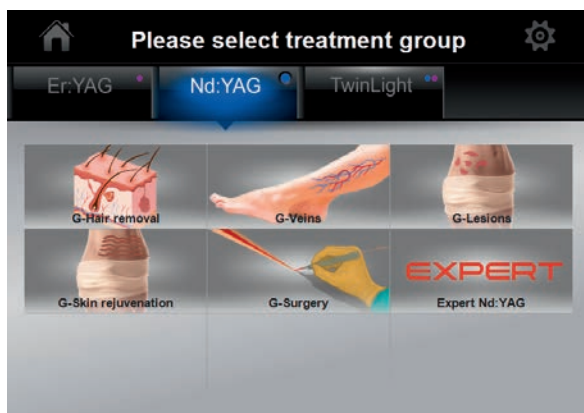 Please select treatment group
Er:YAG
Nd:YAG
TwinLight
G-Hair removal
G-Veins
G-Lesions
EXPERT
G-Skin rejuvenation
G-Surgery
Expert Nd:YAG